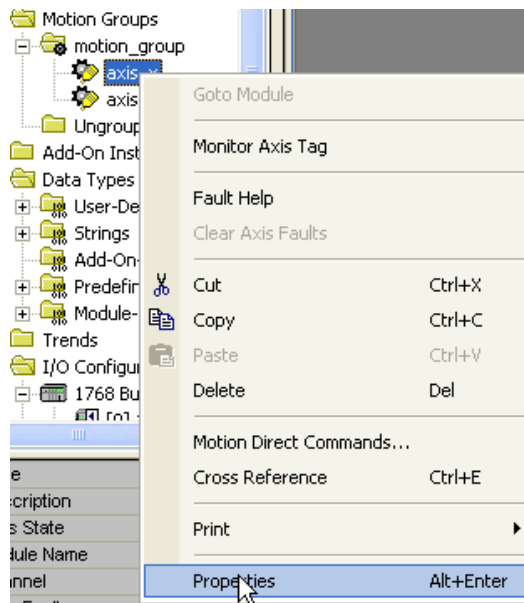 Motion Groups
motion_group
axis_x
axis
Ungroup
Add-On Inst
Data Types
User-De
Strings
Add-On-
Predefin
Module-
Trends
I/O Configu
1768 Bu
Goto Module
Monitor Axis Tag
Fault Help
Clear Axis Faults
Cut Ctrl+X
Copy Ctrl+C
Paste Ctrl+V
Delete Del
Motion Direct Commands...
Cross Reference Ctrl+E
Print
Properties Alt+Enter
e
cription
s State
dule Name
nnel